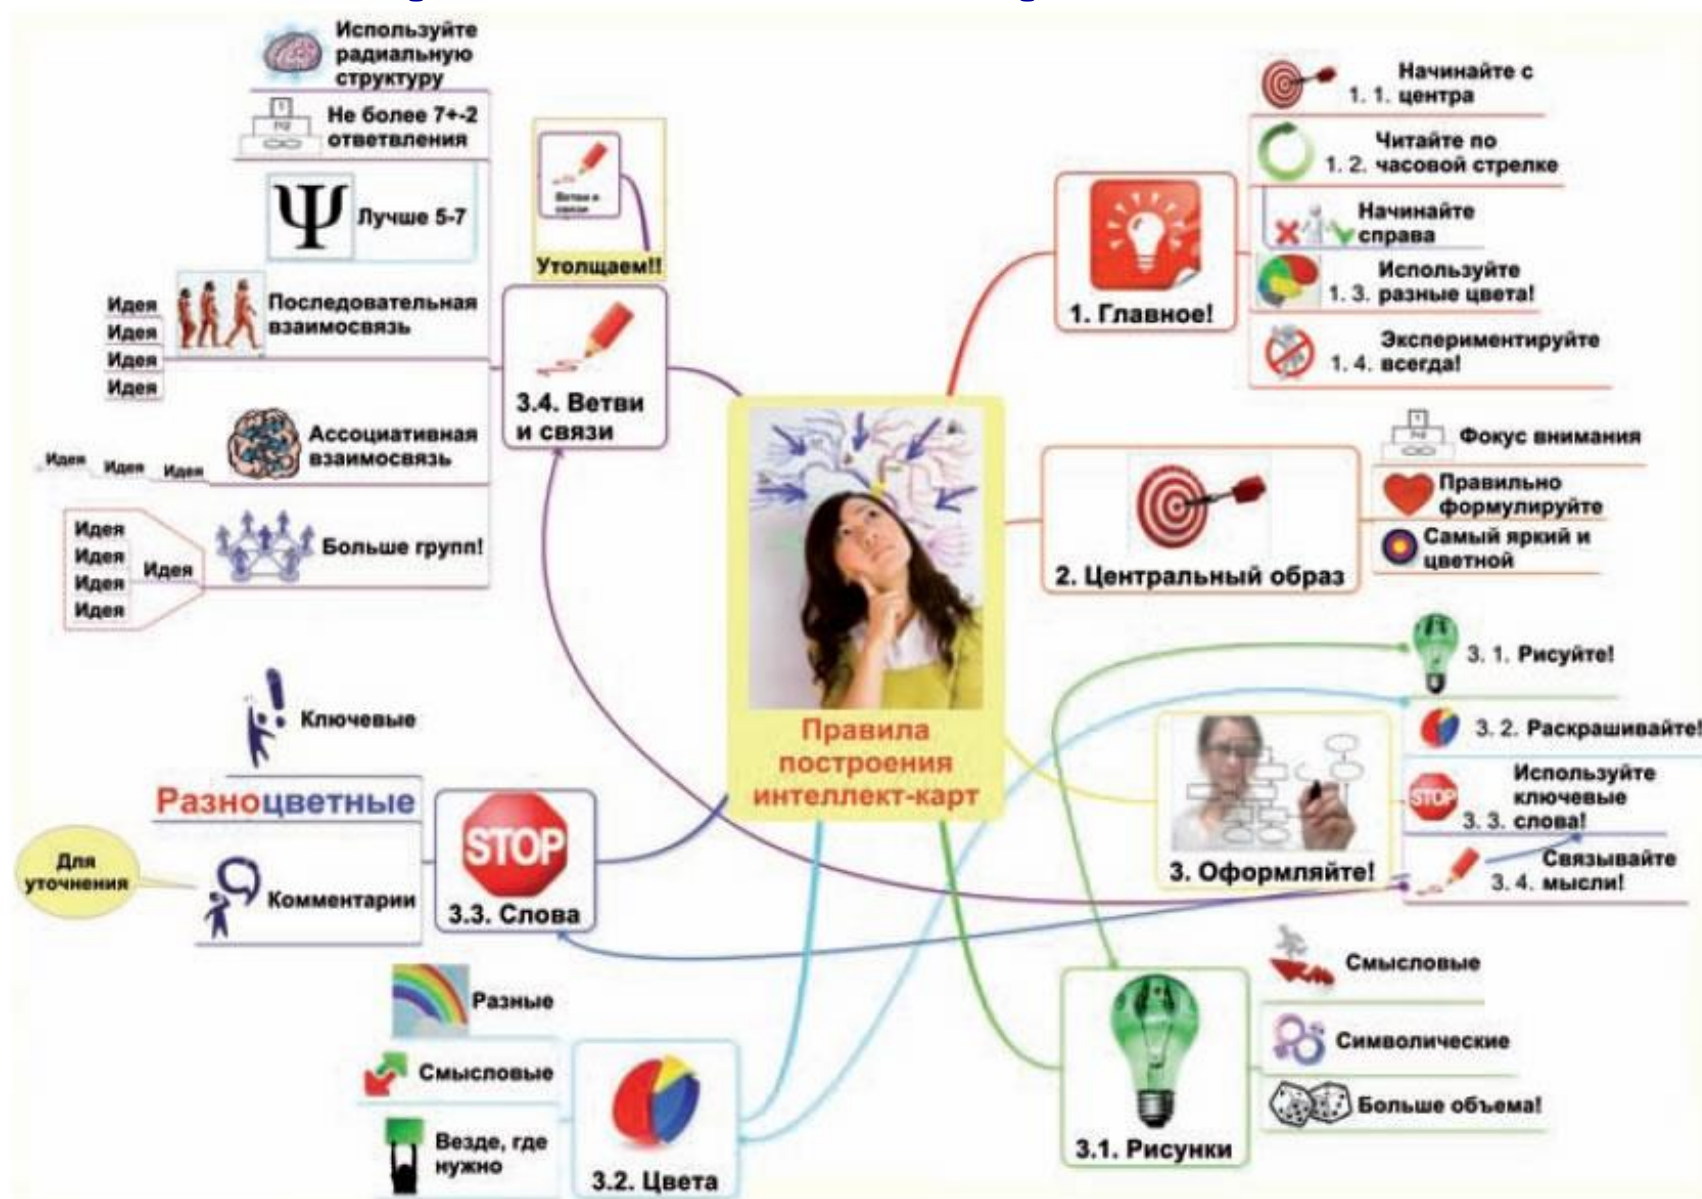 Правила
построения
интеллект-карт
1. Главное!
Начинайте с
1. 1. центра
Читайте по
1. 2. часовой стрелке
Начинайте
справа
Используйте
1. 3. разные цвета!
Экспериментируйте
1. 4. всегда!
2. Центральный образ
Фокус внимания
Правильно
формулируйте
Самый яркий и
цветной
3. Оформляйте!
3. 1. Рисуйте!
3. 2. Раскрашивайте!
Используйте
ключевые
3. 3. слова!
STOP
Связывайте
3. 4. мысли!
3.1. Рисунки
Смысловые
Символические
Больше объема!
3.2. Цвета
Разные
Смысловые
Везде, где
нужно
STOP
3.3. Слова
Ключевые
Разноцветные
Комментарии
Для
уточнения
3.4. Ветви
и связи
Ветви и
связи
Утолщаем!!
Используйте
радиальную
структуру
Не более 7+-2
ответвления
Ψ Лучше 5-7
Последовательная
взаимосвязь
Идея
Идея
Идея
Идея
Ассоциативная
взаимосвязь
Идея Идея Идея
Больше групп!
Идея
Идея
Идея
Идея
Идея